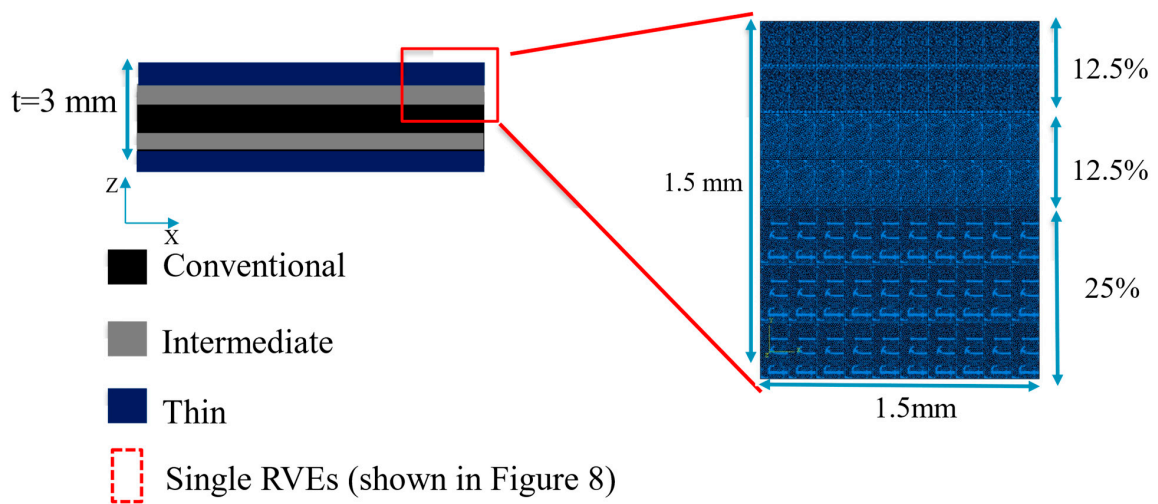 t=3 mm
Z
X
Conventional
Intermediate
Thin
Single RVEs (shown in Figure 8)
1.5 mm
12.5%
12.5%
25%
1.5mm